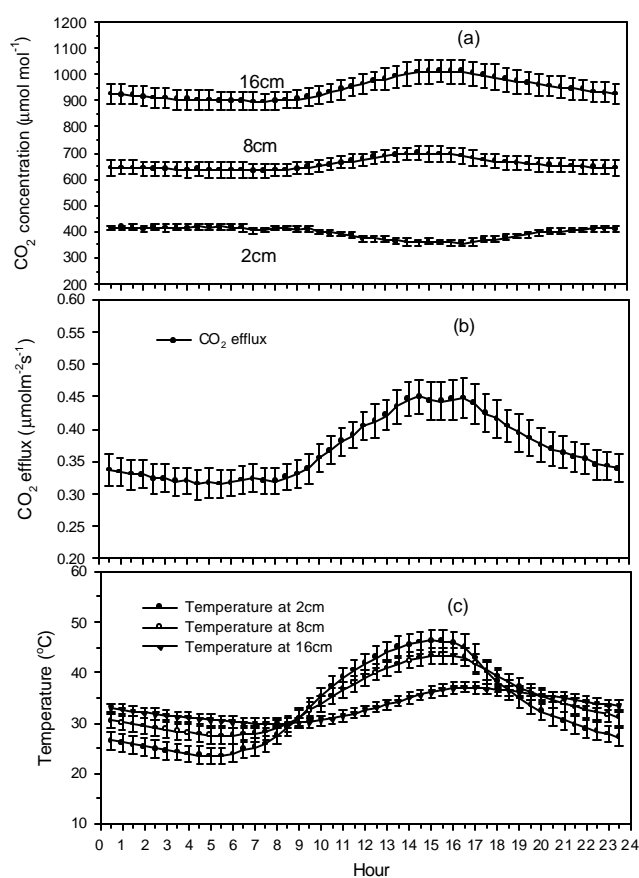 1200
1100
1000
900
800
700
600
500
400
300
200
CO2 concentration (μmol mol-1)
(a)
16cm
8cm
2cm
0.60
0.55
0.50
0.45
0.40
0.35
0.30
0.25
0.20
CO2 efflux (μmolm-2s-1)
(b)
CO2 efflux
60
50
40
30
20
10
Temperature (oC)
(c)
Temperature at 2cm
Temperature at 8cm
Temperature at 16cm
0 1 2 3 4 5 6 7 8 9 10 11 12 13 14 15 16 17 18 19 20 21 22 23 24
Hour